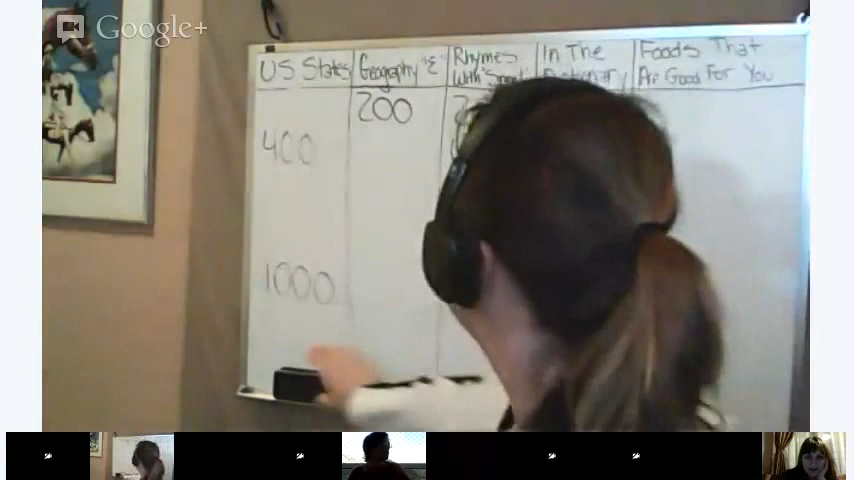 Google+
US States
Geography "E"
Rhymes
With
In The
Foods That
Are Good For You
200
400
1000